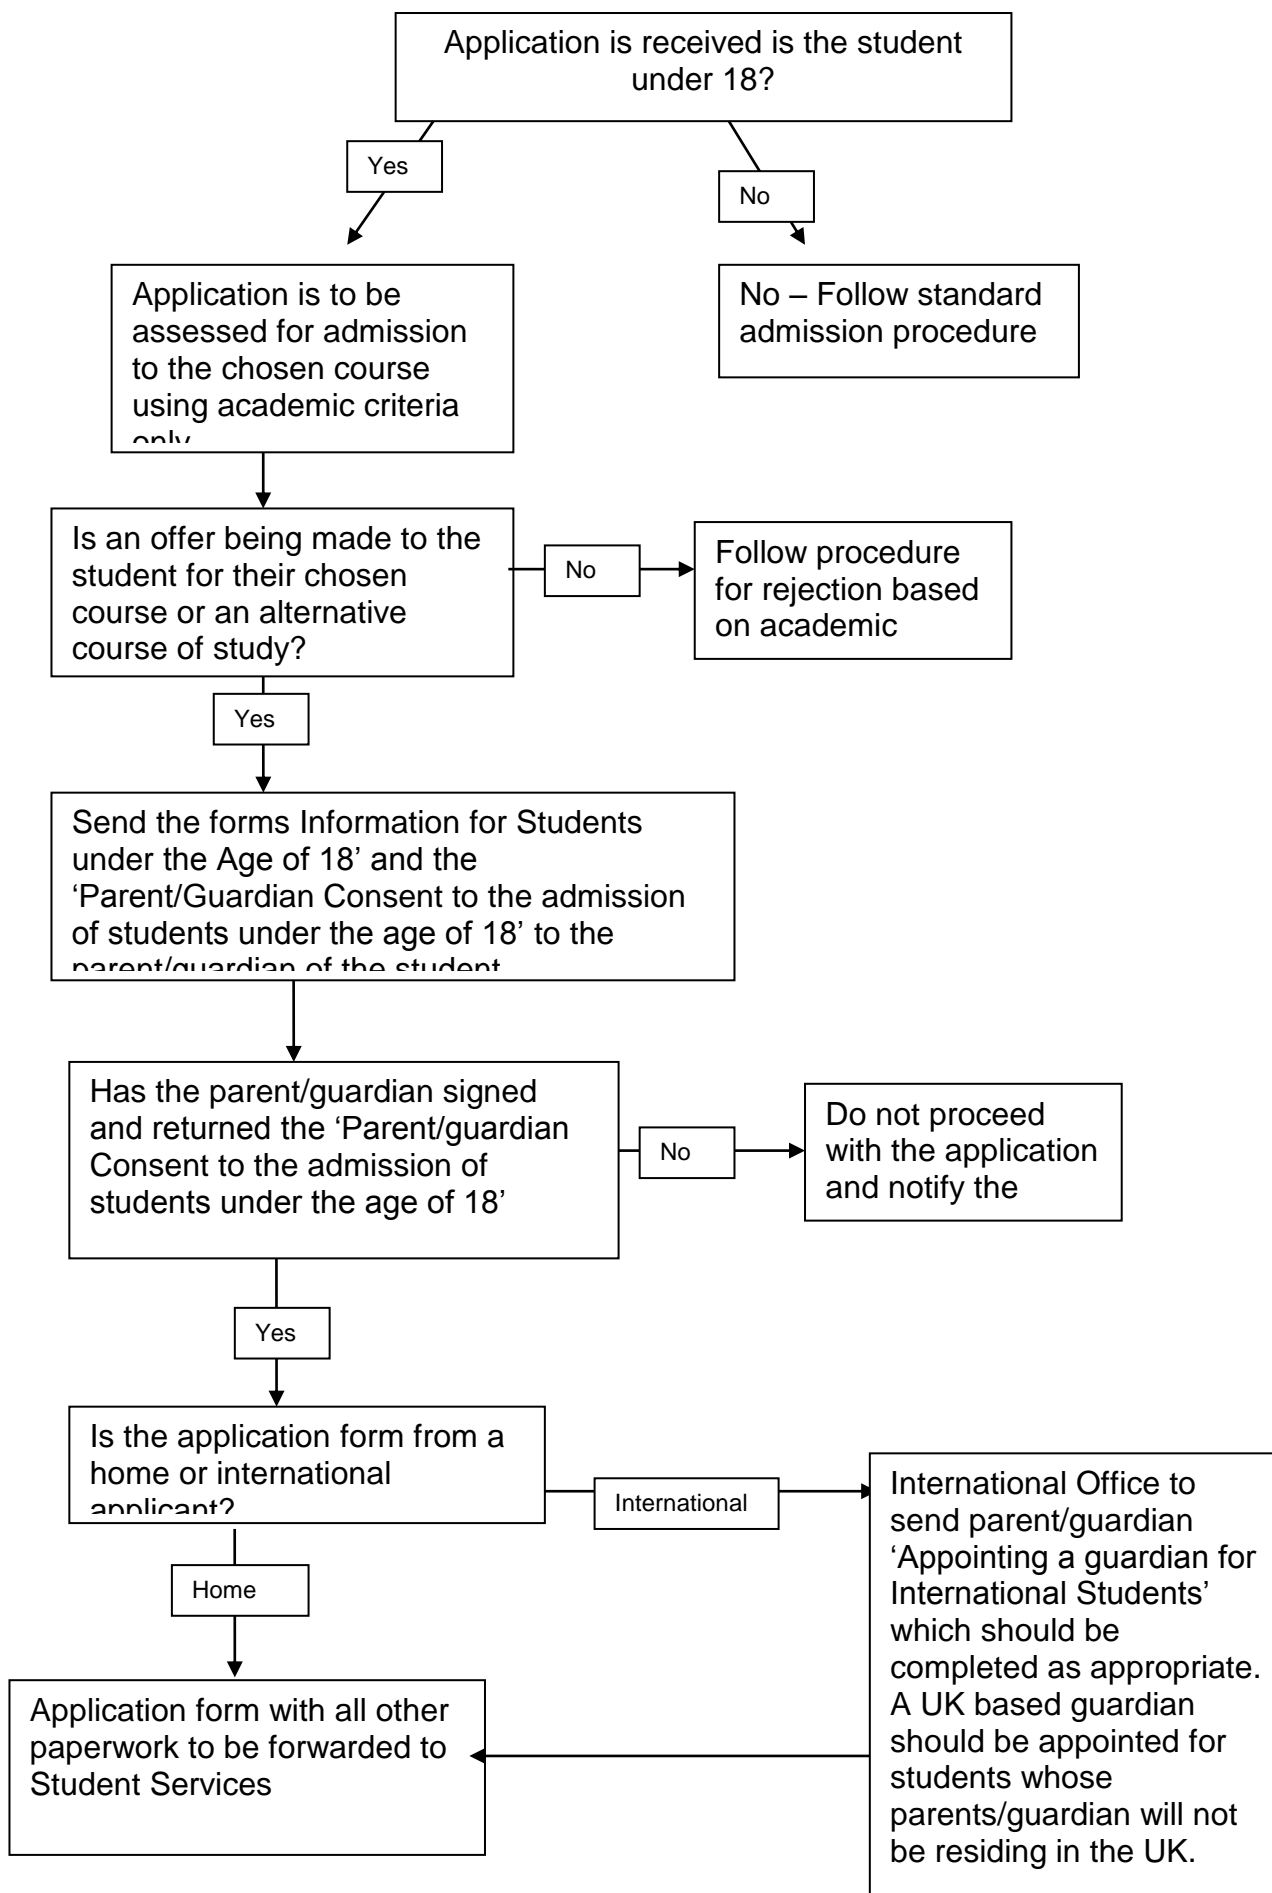 Application is received is the student
under 18?
Yes
No
Application is to be
assessed for admission
to the chosen course
using academic criteria
only
No – Follow standard
admission procedure
Is an offer being made to the
student for their chosen
course or an alternative
course of study?
No
Follow procedure
for rejection based
on academic
Yes
Send the forms Information for Students
under the Age of 18’ and the
‘Parent/Guardian Consent to the admission
of students under the age of 18’ to the
parent/guardian of the student
Has the parent/guardian signed
and returned the ‘Parent/guardian
Consent to the admission of
students under the age of 18’
No
Do not proceed
with the application
and notify the
Yes
Is the application form from a
home or international
applicant?
International
International Office to
send parent/guardian
‘Appointing a guardian for
International Students’
which should be
completed as appropriate.
A UK based guardian
should be appointed for
students whose
parents/guardian will not
be residing in the UK.
Home
Application form with all other
paperwork to be forwarded to
Student Services